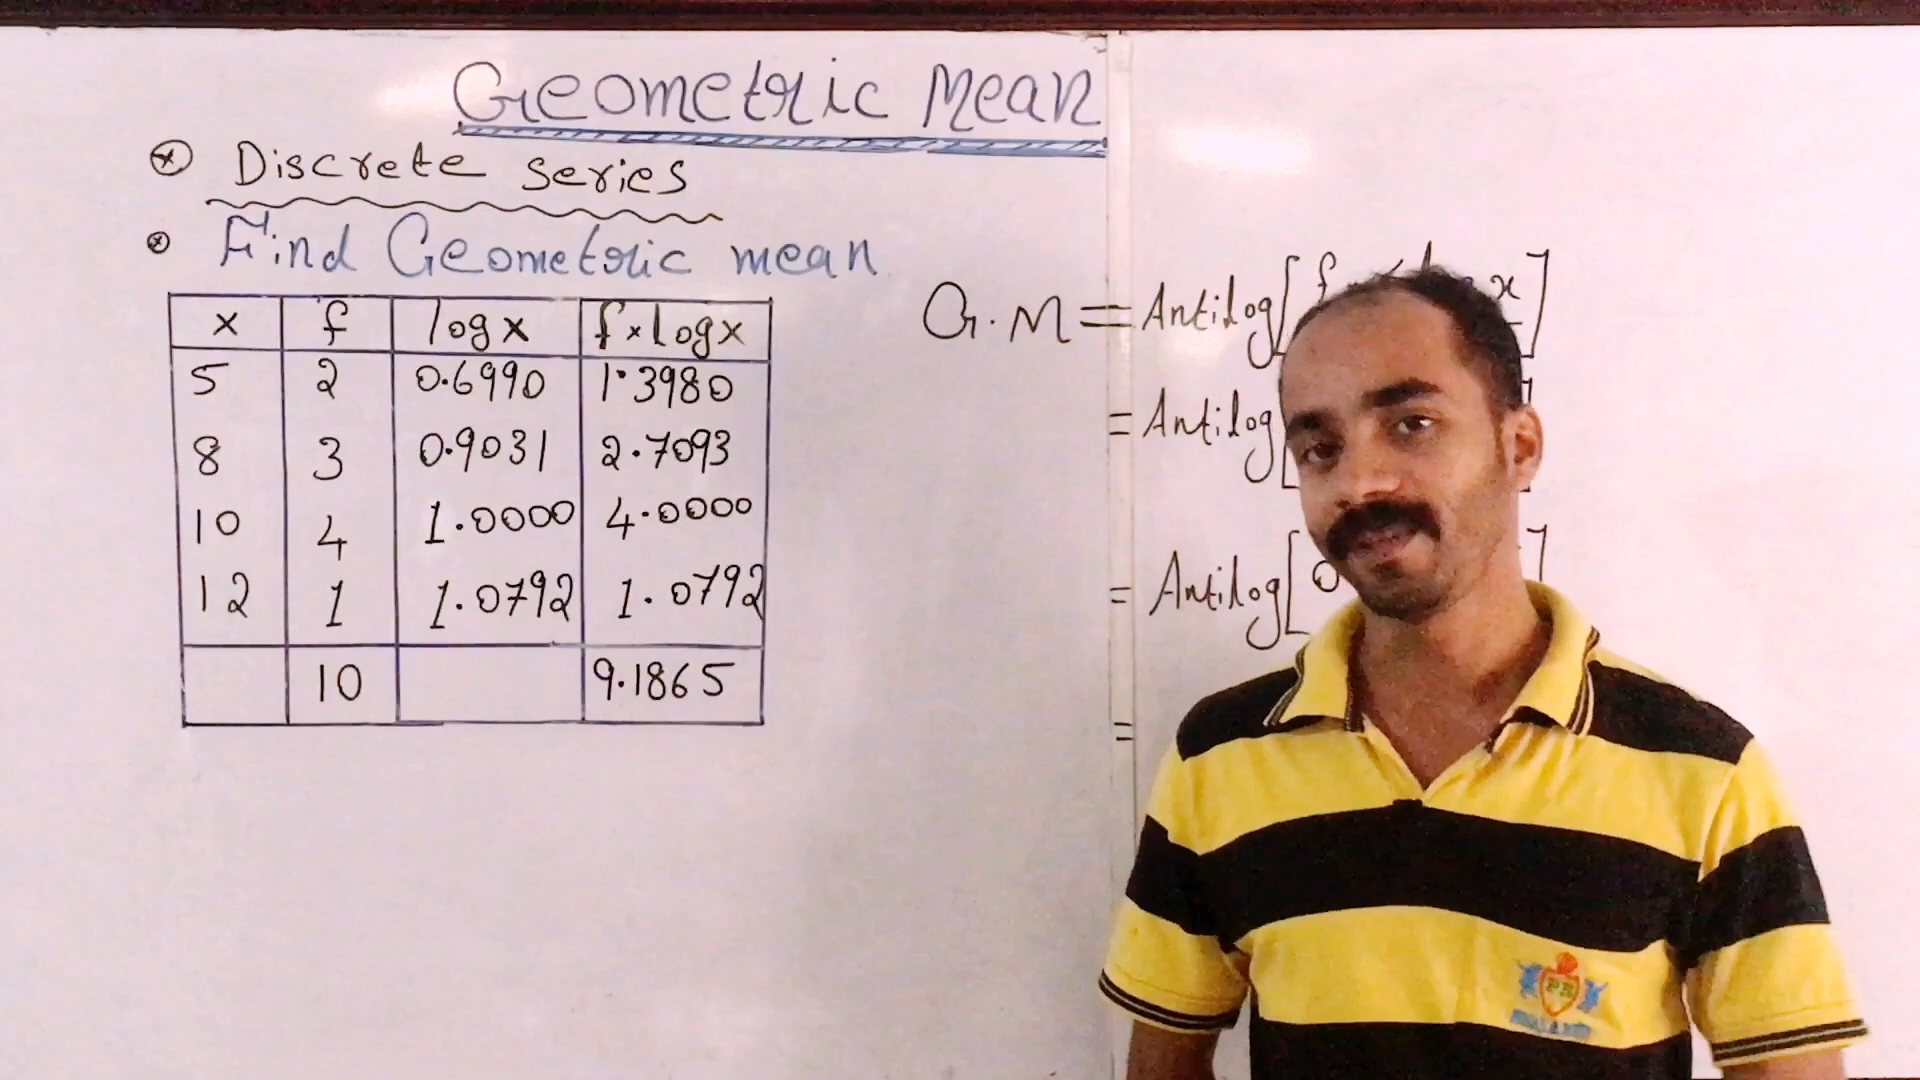 Geometric Mean
Discrete series
Find Geometric mean
x f log x f×log x
5 2 0.6990 1.3980
8 3 0.9031 2.7093
10 4 1.0000 4.0000
12 1 1.0792 1.0792
10 9.1865
G.M = Antilog[ f x ]
= Antilog[ ]
= Antilog[ 0 ]
=